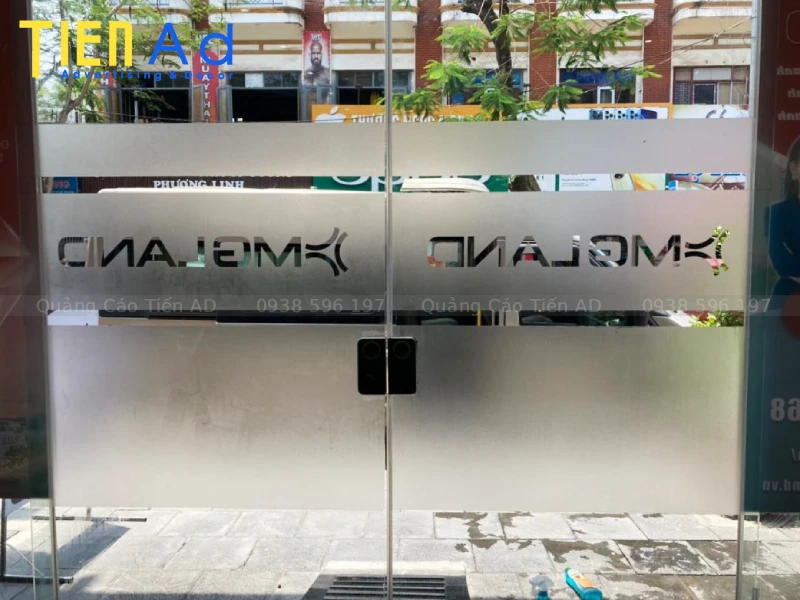 TIEN Ad
Advertising & Decor
PHƯƠNG LINH
MGLAND MGLAND
Quảng Cáo Tiến AD 0938 596 197 Quảng Cáo Tiến AD 0938 596 197